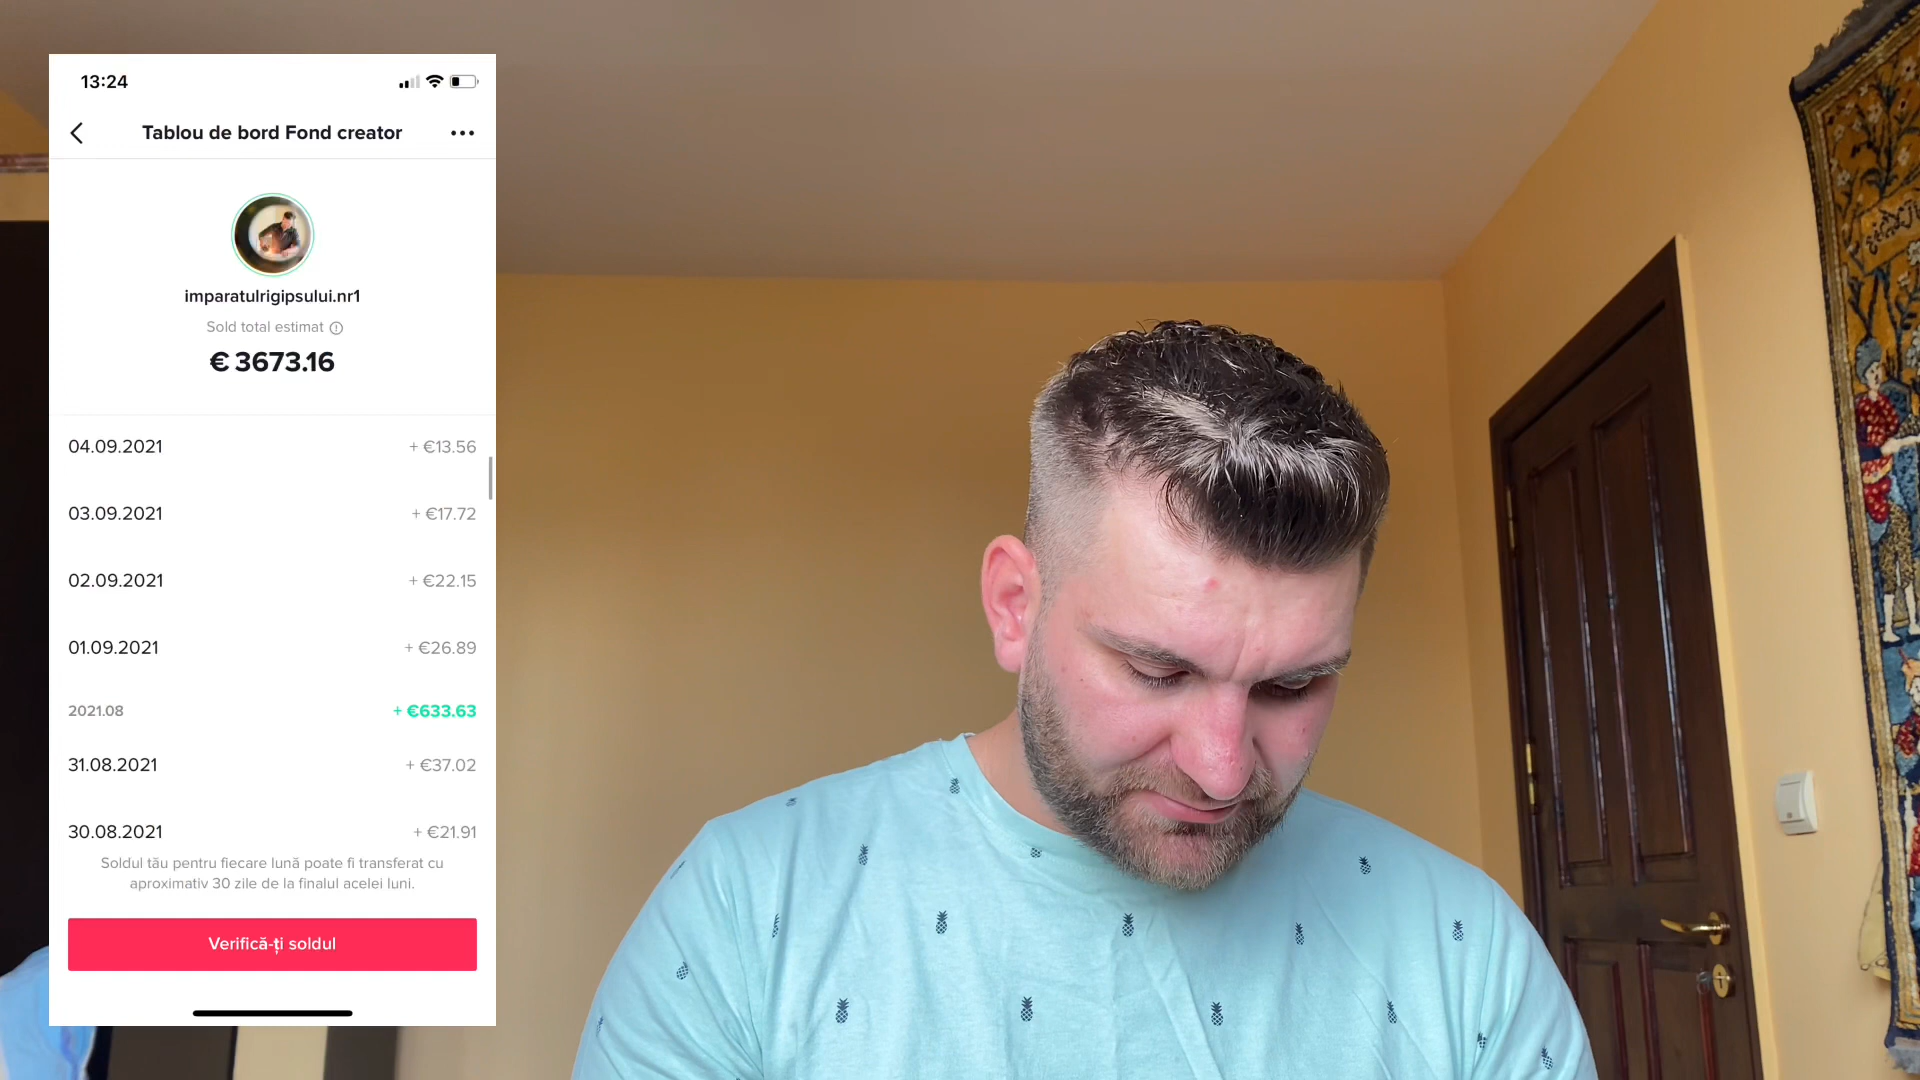 13:24
Tablou de bord Fond creator
imparatulrigipsului.nr1
Sold total estimat
€ 3673.16
04.09.2021 + €13.56
03.09.2021 + €17.72
02.09.2021 + €22.15
01.09.2021 + €26.89
2021.08 + €633.63
31.08.2021 + €37.02
30.08.2021 + €21.91
Soldul tău pentru fiecare lună poate fi transferat cu
aproximativ 30 zile de la finalul acelei luni.
Verifică-ți soldul